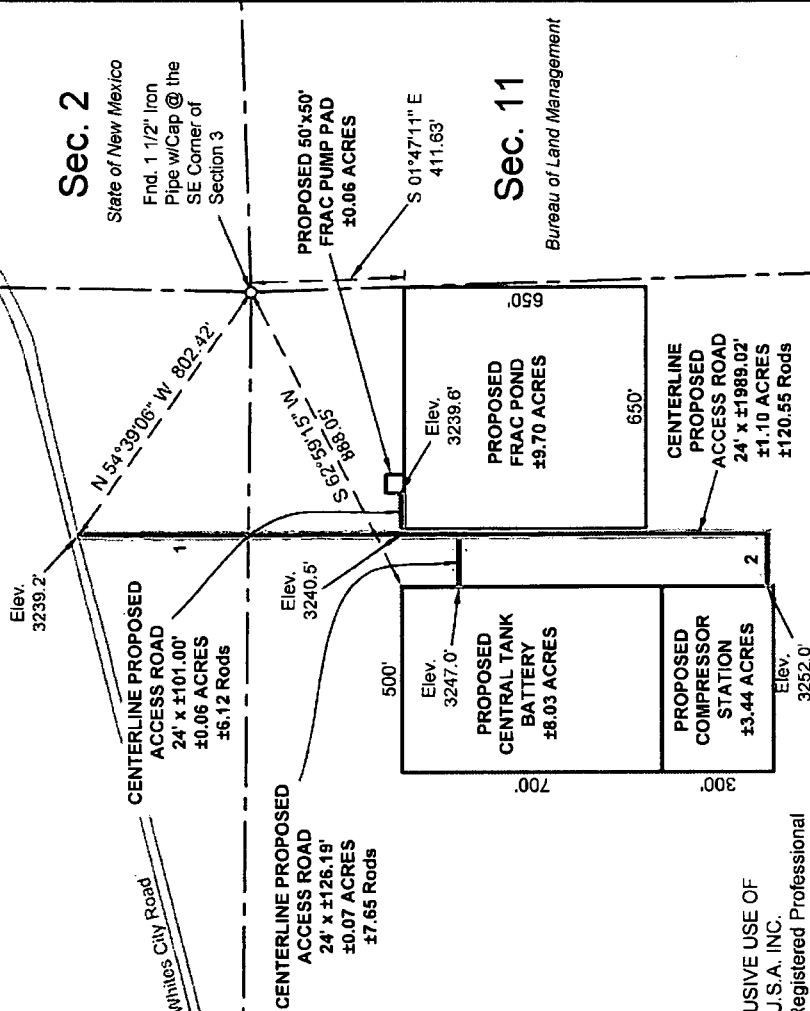 Sec. 2
State of New Mexico
Fnd. 1 1/2" Iron
Pipe w/Cap @ the
SE Corner of
Section 3
N 54°39'06" W 802.42'
PROPOSED 50'x50'
FRAC PUMP PAD
±0.06 ACRES
S 01°47'11" E
411.63'
Sec. 11
Bureau of Land Management
S 62°59'15" W
888.05'
Elev.
3239.2'
1
CENTERLINE PROPOSED
ACCESS ROAD
24' x ±101.00'
±0.06 ACRES
±6.12 Rods
Elev.
3240.5'
Elev.
3239.6'
PROPOSED
FRAC POND
±9.70 ACRES
650'
650'
CENTERLINE
PROPOSED
ACCESS ROAD
24' x ±1989.02'
±1.10 ACRES
±120.55 Rods
Whites City Road
CENTERLINE PROPOSED
ACCESS ROAD
24' x ±126.19'
±0.07 ACRES
±7.65 Rods
500'
Elev.
3247.0'
PROPOSED
CENTRAL TANK
BATTERY
±8.03 ACRES
700'
2
PROPOSED
COMPRESSOR
STATION
±3.44 ACRES
300'
Elev.
3252.0'
USIVE USE OF
U.S.A. INC.
Registered Professional